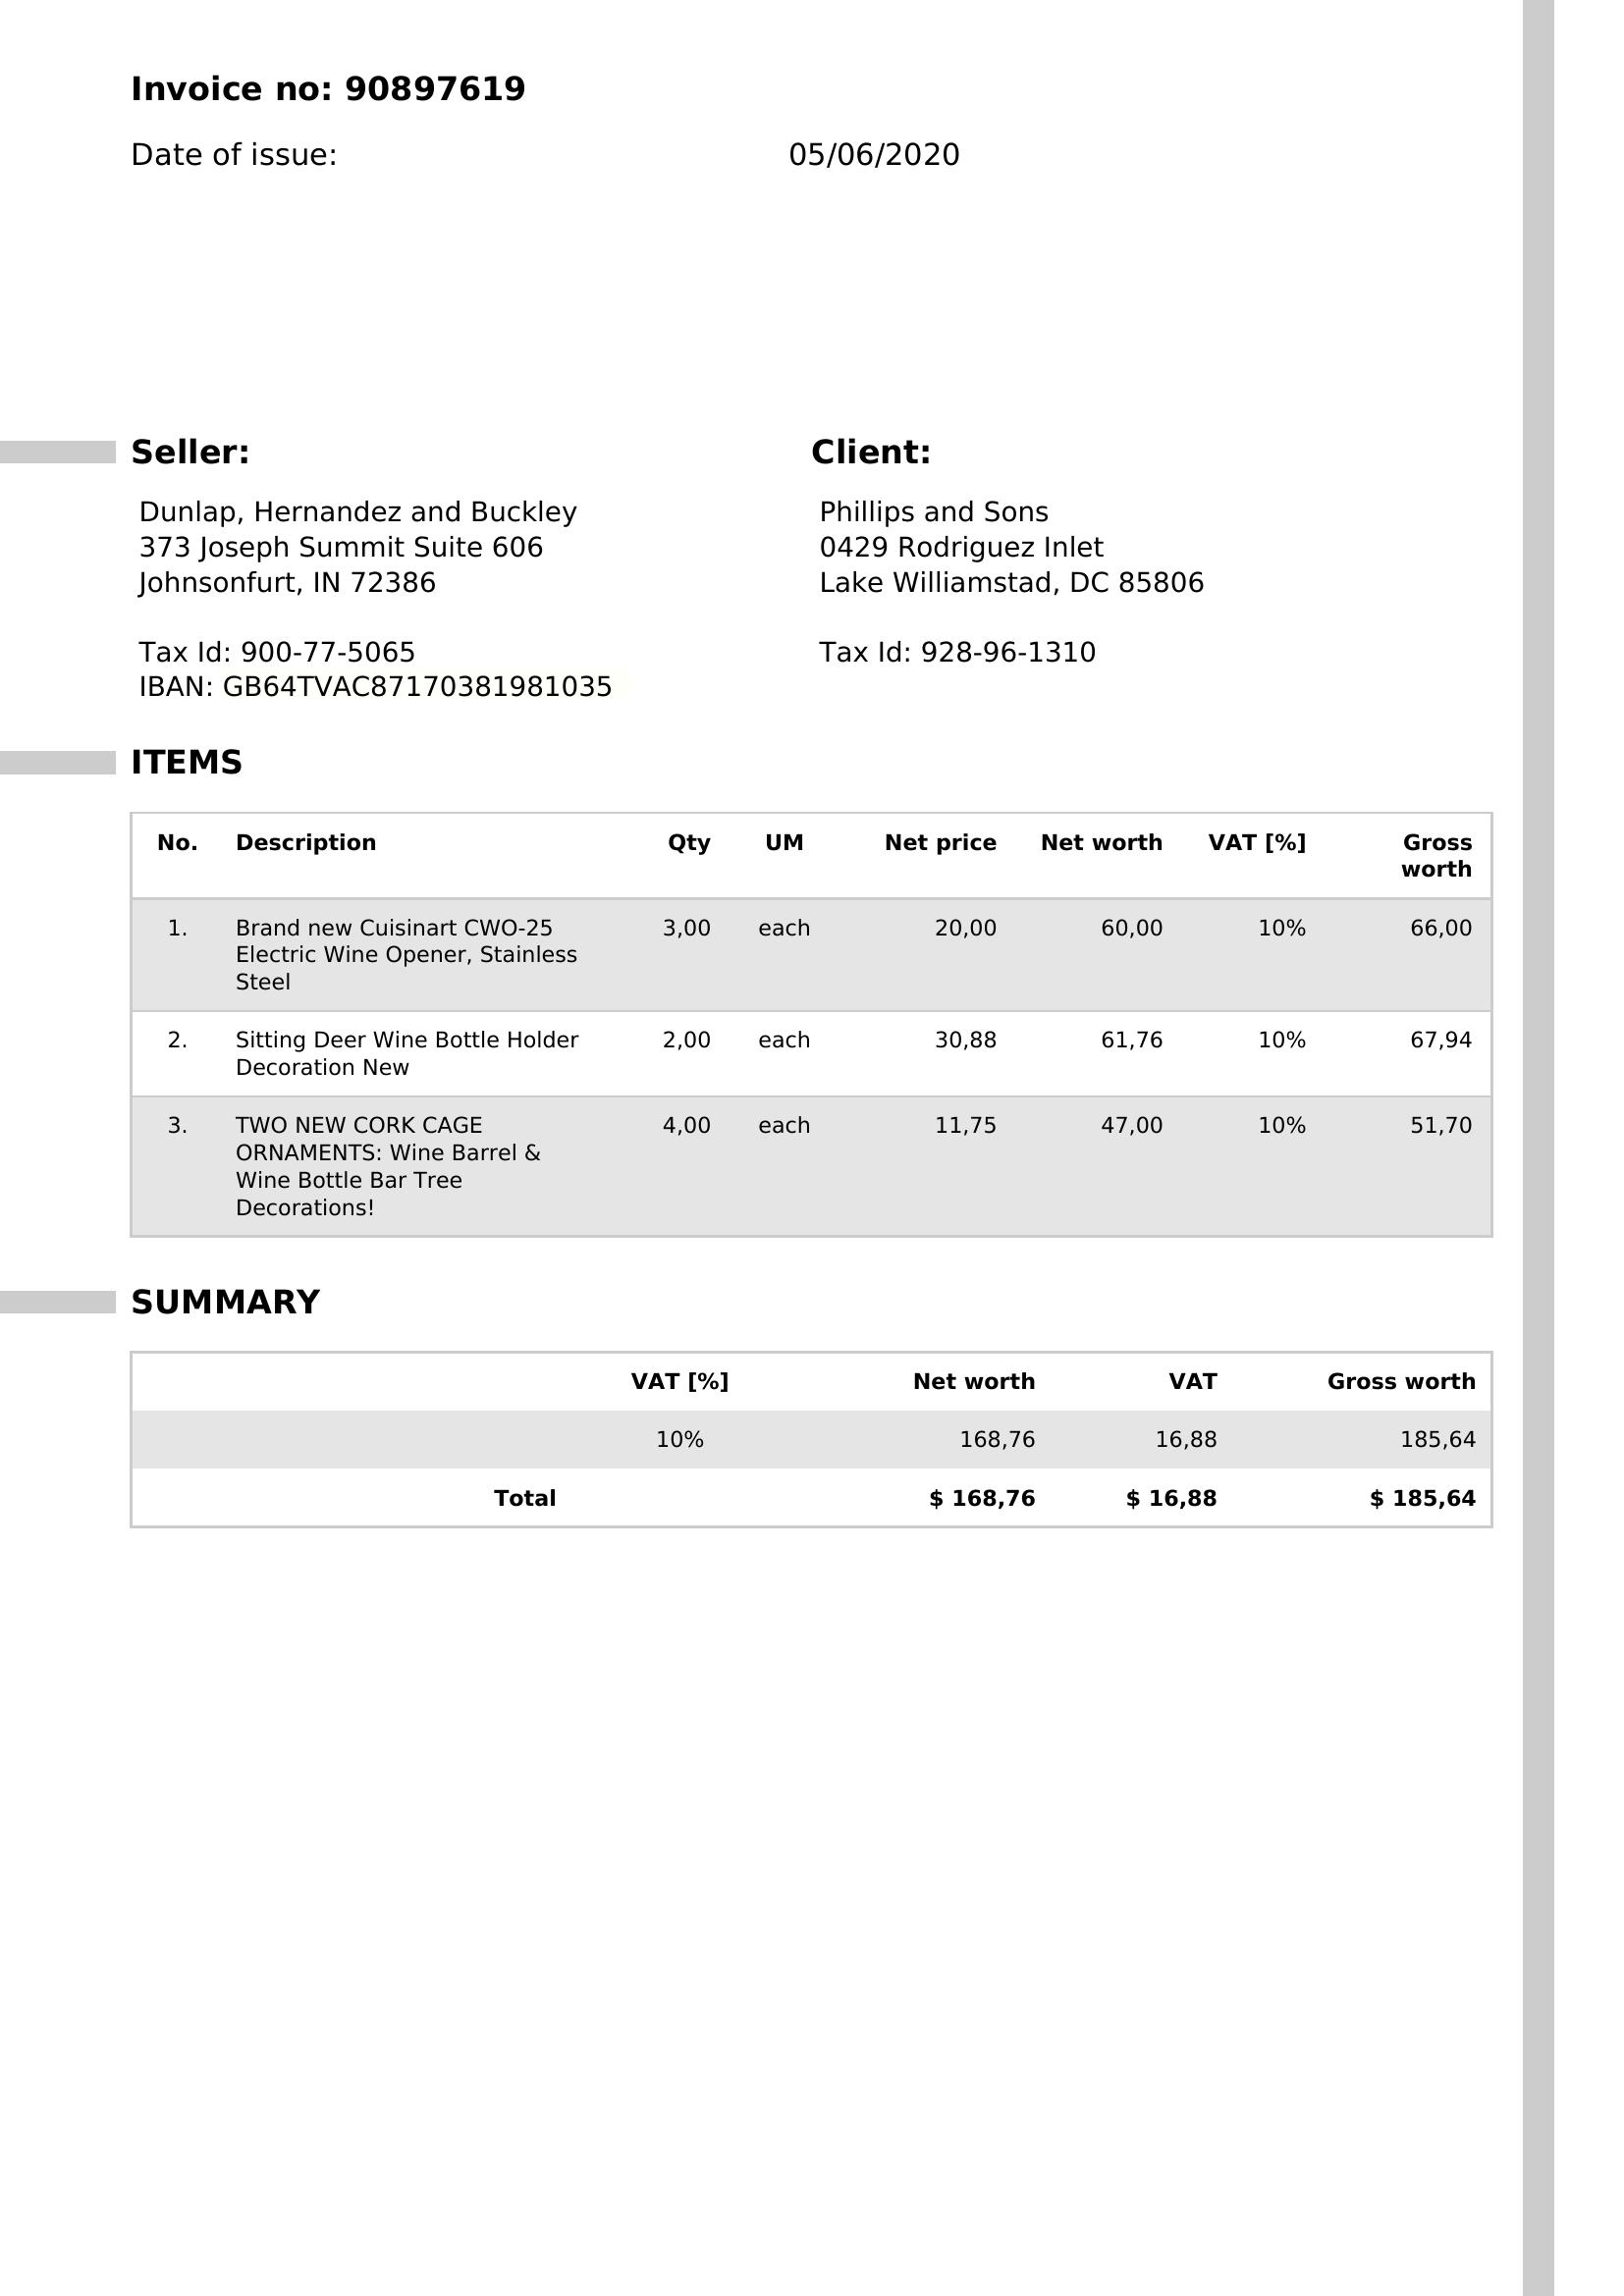 Invoice no: 90897619
Date of issue: 05/06/2020
Seller:
Dunlap, Hernandez and Buckley
373 Joseph Summit Suite 606
Johnsonfurt, IN 72386
Tax Id: 900-77-5065
IBAN: GB64TVAC87170381981035
Client:
Phillips and Sons
0429 Rodriguez Inlet
Lake Williamstad, DC 85806
Tax Id: 928-96-1310
ITEMS
No. Description Qty UM Net price Net worth VAT [%] Gross
worth
1. Brand new Cuisinart CWO-25 3,00 each 20,00 60,00 10% 66,00
Electric Wine Opener, Stainless
Steel
2. Sitting Deer Wine Bottle Holder 2,00 each 30,88 61,76 10% 67,94
Decoration New
3. TWO NEW CORK CAGE 4,00 each 11,75 47,00 10% 51,70
ORNAMENTS: Wine Barrel &
Wine Bottle Bar Tree
Decorations!
SUMMARY
VAT [%] Net worth VAT Gross worth
10% 168,76 16,88 185,64
Total $ 168,76 $ 16,88 $ 185,64